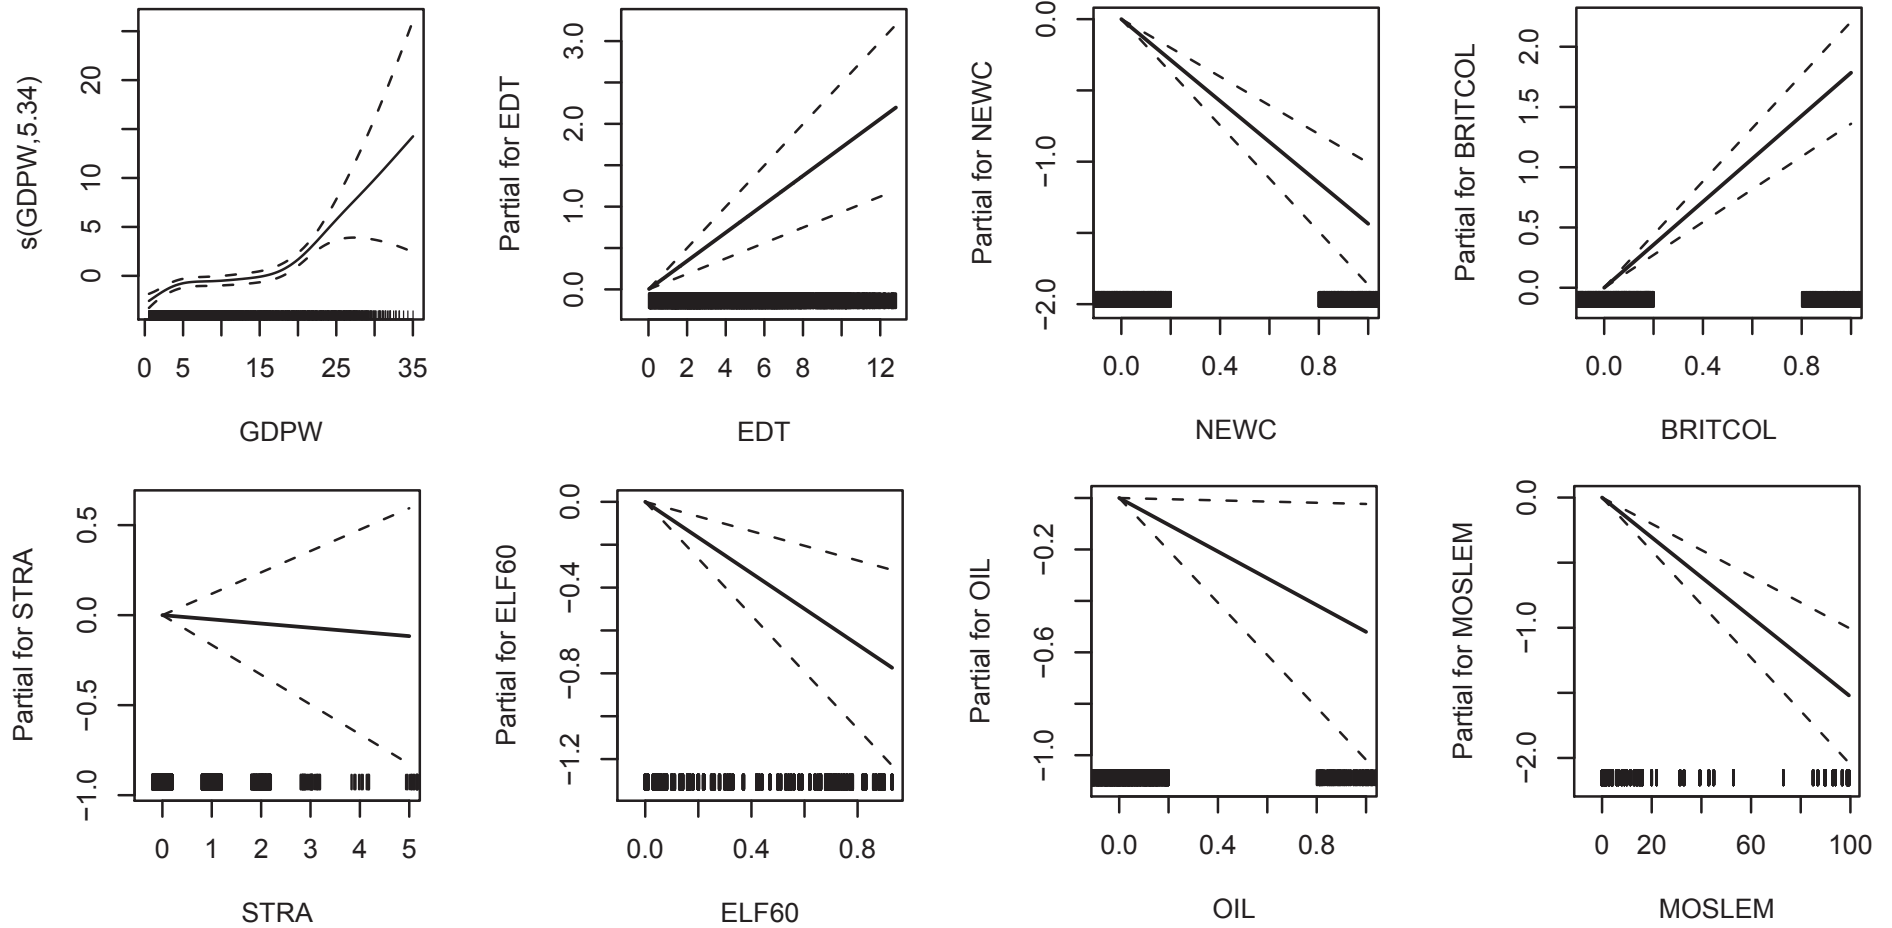 s(GDPW,5.34)
20
10
5
0
0 5 15 25 35
GDPW
Partial for EDT
3.0
2.0
1.0
0.0
0 2 4 6 8 12
EDT
Partial for NEWC
0.0
−1.0
−2.0
0.0 0.4 0.8
NEWC
Partial for BRITCOL
2.0
1.5
1.0
0.5
0.0
0.0 0.4 0.8
BRITCOL
Partial for STRA
0.5
0.0
−0.5
−1.0
0 1 2 3 4 5
STRA
Partial for ELF60
0.0
−0.4
−0.8
−1.2
0.0 0.4 0.8
ELF60
Partial for OIL
−0.2
−0.6
−1.0
0.0 0.4 0.8
OIL
Partial for MOSLEM
0.0
−1.0
−2.0
0 20 60 100
MOSLEM